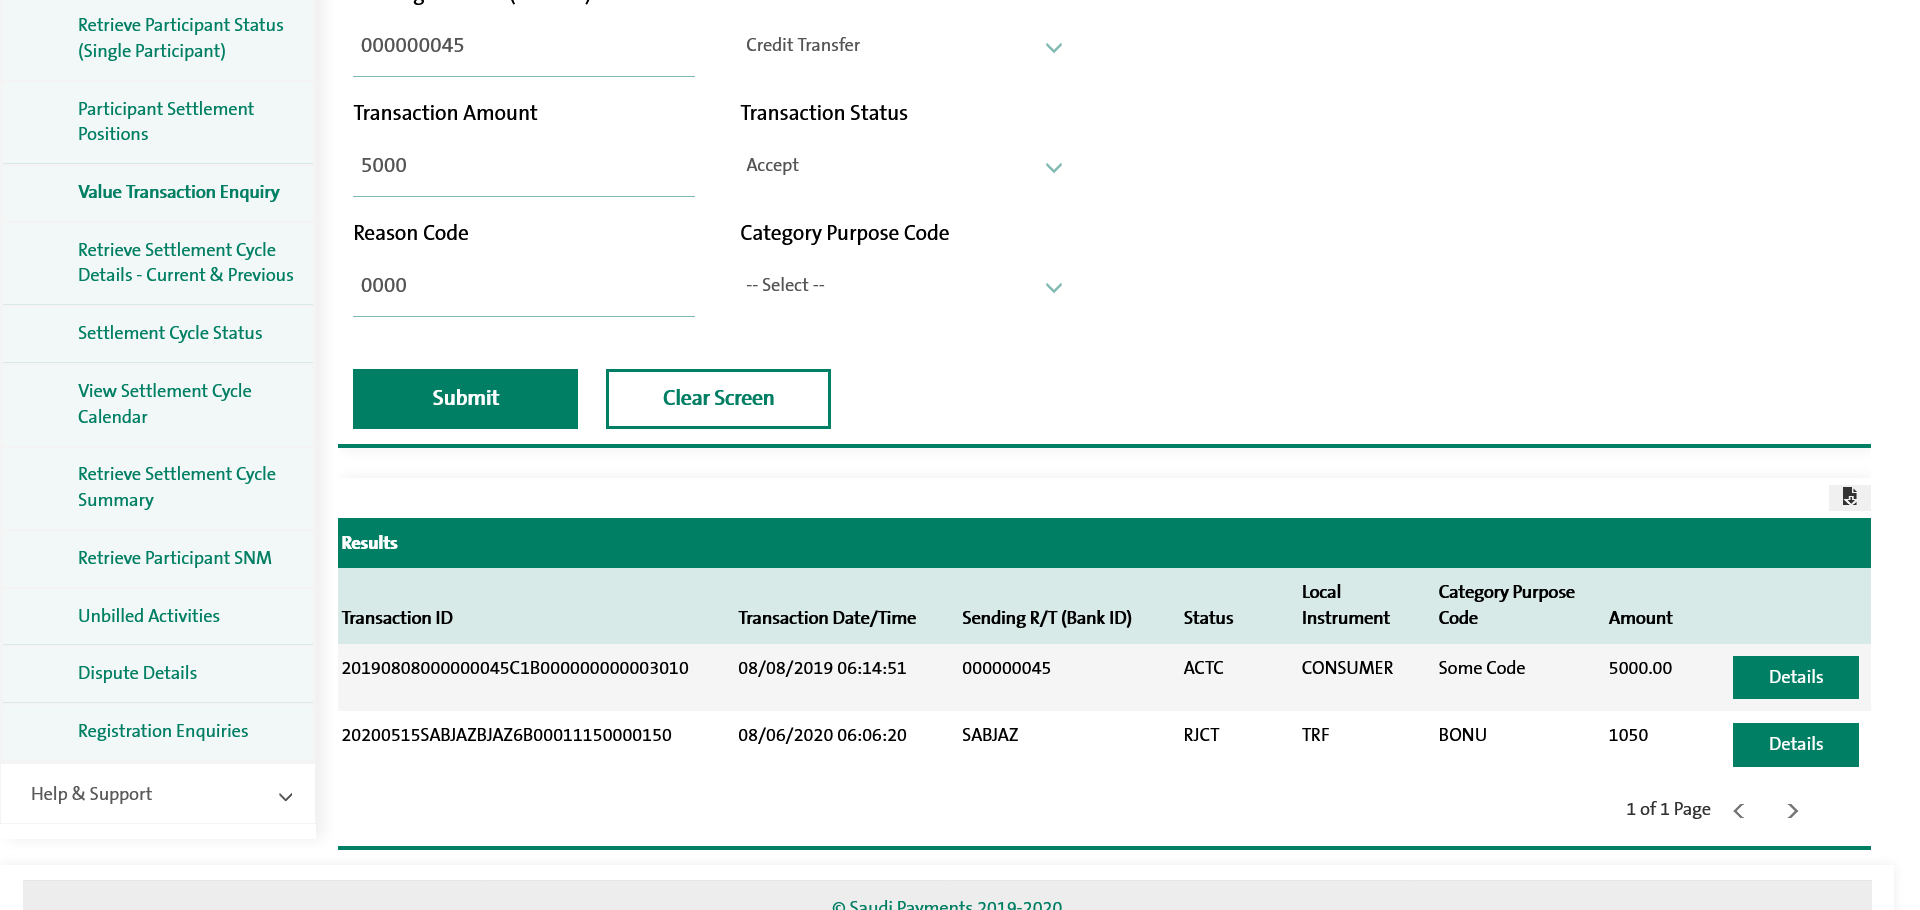 Retrieve Participant Status
(Single Participant)
Participant Settlement
Positions
Value Transaction Enquiry
Retrieve Settlement Cycle
Details - Current & Previous
Settlement Cycle Status
View Settlement Cycle
Calendar
Retrieve Settlement Cycle
Summary
Retrieve Participant SNM
Unbilled Activities
Dispute Details
Registration Enquiries
Help & Support
000000045
Credit Transfer
Transaction Amount
Transaction Status
5000
Accept
Reason Code
Category Purpose Code
0000
-- Select --
Submit
Clear Screen
Results
Transaction ID Transaction Date/Time Sending R/T (Bank ID) Status Local Instrument Category Purpose Code Amount
20190808000000045C1B000000000003010 08/08/2019 06:14:51 000000045 ACTC CONSUMER Some Code 5000.00 Details
20200515SABJAZBJAZ6B00011150000150 08/06/2020 06:06:20 SABJAZ RJCT TRF BONU 1050 Details
1 of 1 Page
© Saudi Payments 2019-2020